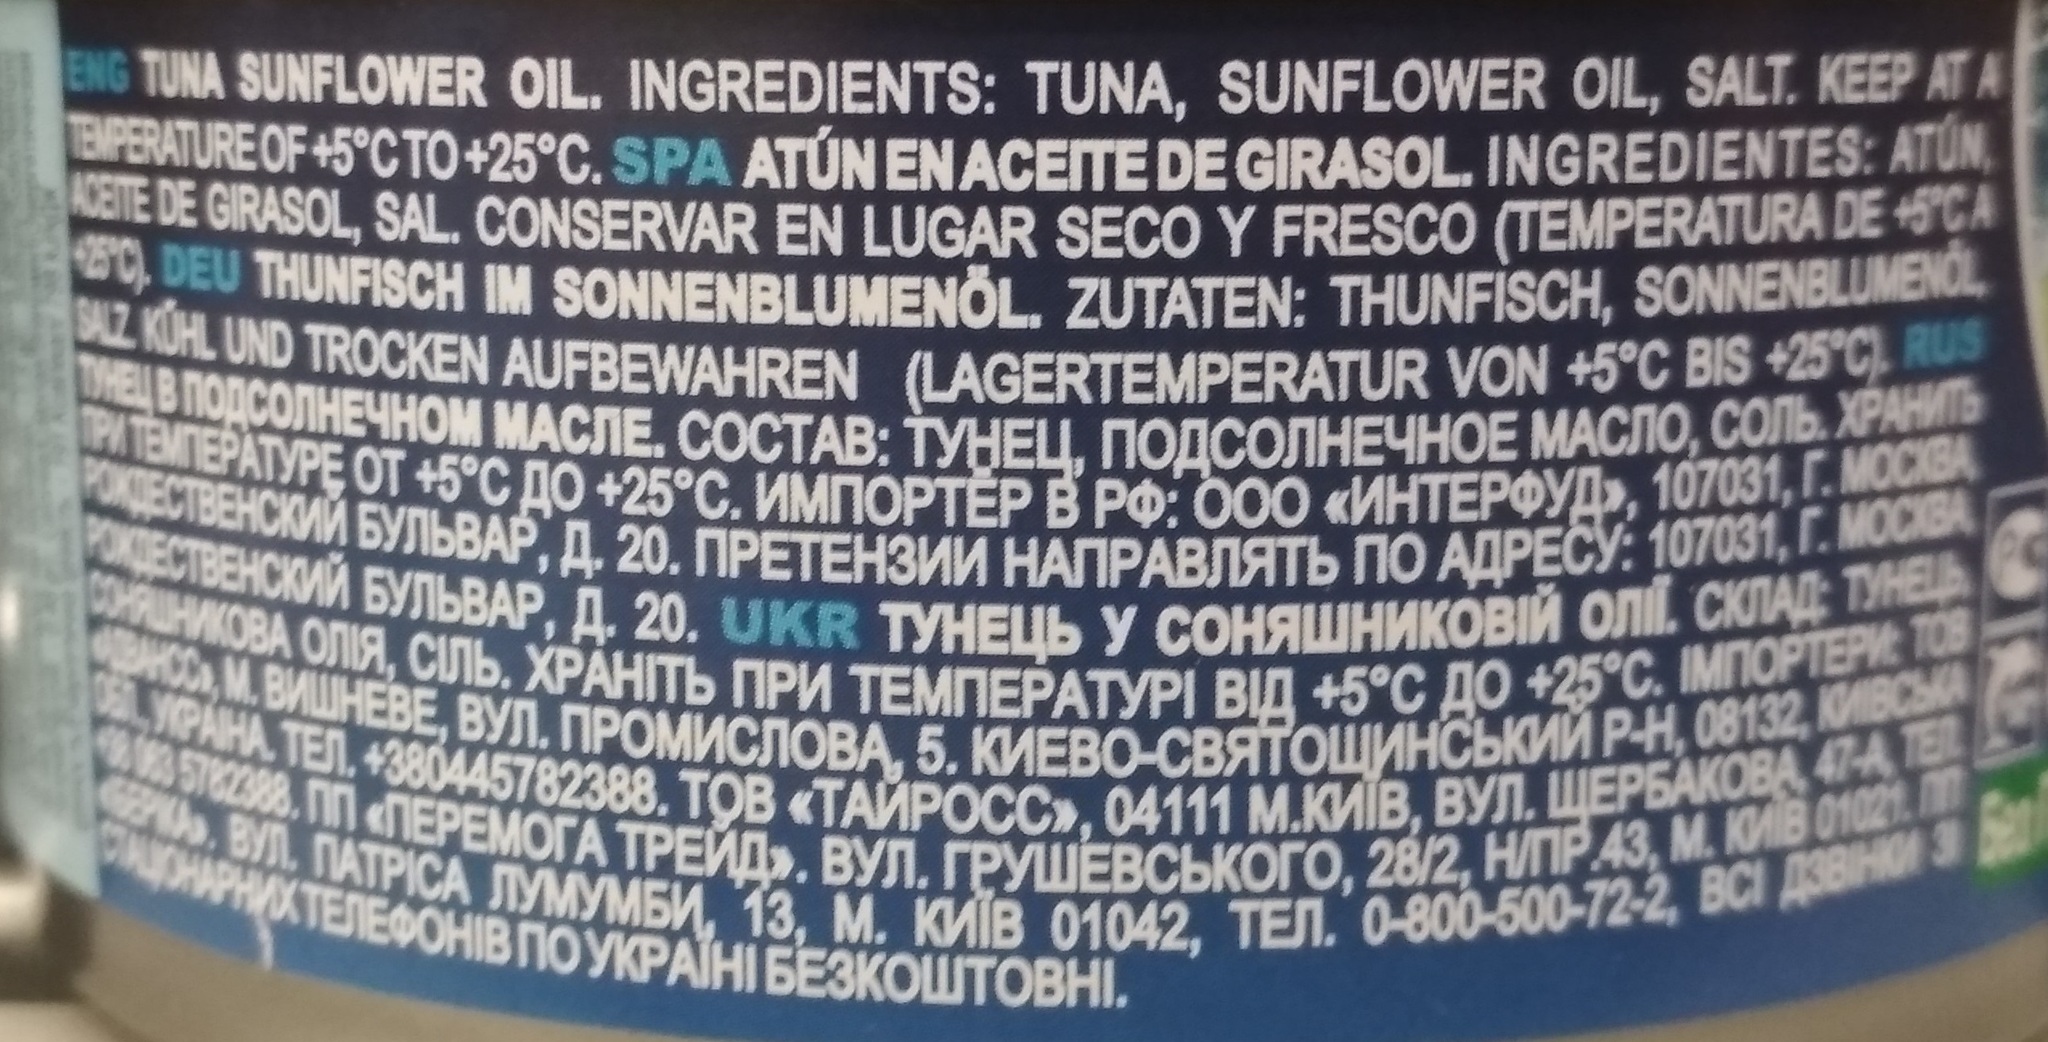 ENG TUNA SUNFLOWER OIL. INGREDIENTS: TUNA, SUNFLOWER OIL, SALT. KEEP AT A
TEMPERATURE OF +5°C TO +25°C. SPA ATÚN EN ACEITE DE GIRASOL. INGREDIENTES: ATÚN,
ACEITE DE GIRASOL, SAL. CONSERVAR EN LUGAR SECO Y FRESCO (TEMPERATURA DE +5°C A
+25°C). DEU THUNFISCH IM SONNENBLUMENÖL. ZUTATEN: THUNFISCH, SONNENBLUMENÖL,
SALZ. KÜHL UND TROCKEN AUFBEWAHREN (LAGERTEMPERATUR VON +5°C BIS +25°C). RUS
ТУНЕЦ В ПОДСОЛНЕЧНОМ МАСЛЕ. СОСТАВ: ТУНЕЦ, ПОДСОЛНЕЧНОЕ МАСЛО, СОЛЬ. ХРАНИТЬ
ПРИ ТЕМПЕРАТУРЕ ОТ +5°C ДО +25°C. ИМПОРТЁР В РФ: ООО «ИНТЕРФУД», 107031, Г. МОСКВА,
РОЖДЕСТВЕНСКИЙ БУЛЬВАР, Д. 20. ПРЕТЕНЗИИ НАПРАВЛЯТЬ ПО АДРЕСУ: 107031, Г. МОСКВА,
РОЖДЕСТВЕНСКИЙ БУЛЬВАР, Д. 20. UKR ТУНЕЦЬ У СОНЯШНИКОВІЙ ОЛІЇ. СКЛАД: ТУНЕЦЬ,
СОНЯШНИКОВА ОЛІЯ, СІЛЬ. ХРАНІТЬ ПРИ ТЕМПЕРАТУРІ ВІД +5°C ДО +25°C. ІМПОРТЕРИ: ТОВ
М. ВИШНЕВЕ, ВУЛ. ПРОМИСЛОВА, 5. КИЕВО-СВЯТОЩИНСЬКИЙ Р-Н, 08132, КИЇВСЬКА
ОБЛ., УКРАЇНА. ТЕЛ. +380445782388. ТОВ «ТАЙРОСС», 04111 М.КИЇВ, ВУЛ. ЩЕРБАКОВА, 47-А, ТЕЛ.
5782388. ПП «ПЕРЕМОГА ТРЕЙД». ВУЛ. ГРУШЕВСЬКОГО, 28/2, Н/ПР.43, М. КИЇВ 01021. ПП
ВУЛ. ПАТРІСА ЛУМУМБИ, 13, М. КИЇВ 01042, ТЕЛ. 0-800-500-72-2, ВСІ ДЗВІНКИ ЗІ
СТАЦІОНАРНИХ ТЕЛЕФОНІВ ПО УКРАЇНІ БЕЗКОШТОВНІ.